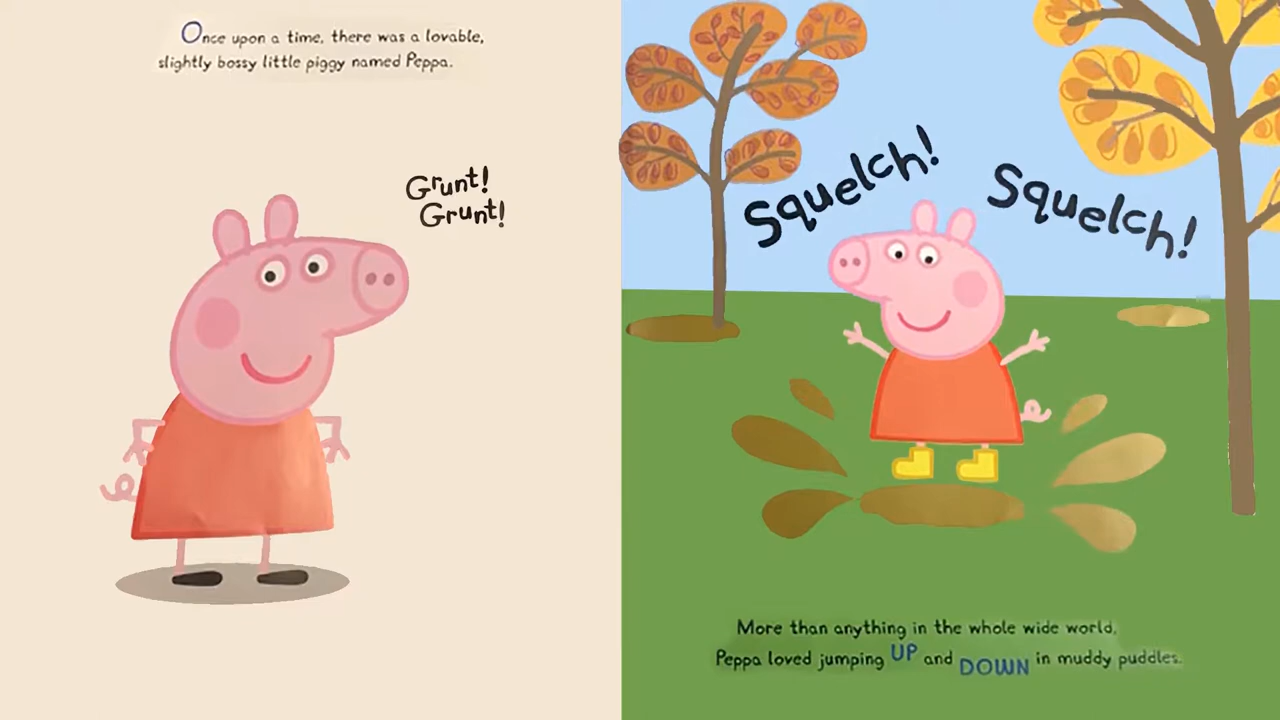 Once upon a time, there was a lovable,
slightly bossy little piggy named Peppa.
Grunt!
Grunt!
Squelch!
Squelch!
More than anything in the whole wide world,
Peppa loved jumping UP and DOWN in muddy puddles.